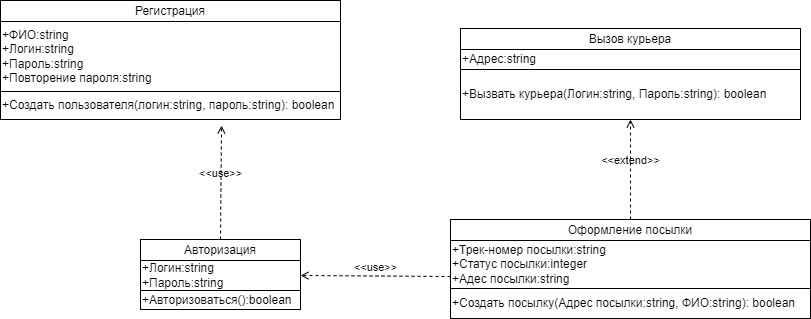 Регистрация
+ФИО:string
+Логин:string
+Пароль:string
+Повторение пароля:string
+Создать пользователя(логин:string, пароль:string): boolean
Вызов курьера
+Адрес:string
+Вызвать курьера(Логин:string, Пароль:string): boolean
<<use>>
<<extend>>
Авторизация
+Логин:string
+Пароль:string
+Авторизоваться():boolean
<<use>>
Оформление посылки
+Трек-номер посылки:string
+Статус посылки:integer
+Адес посылки:string
+Создать посылку(Адрес посылки:string, ФИО:string): boolean